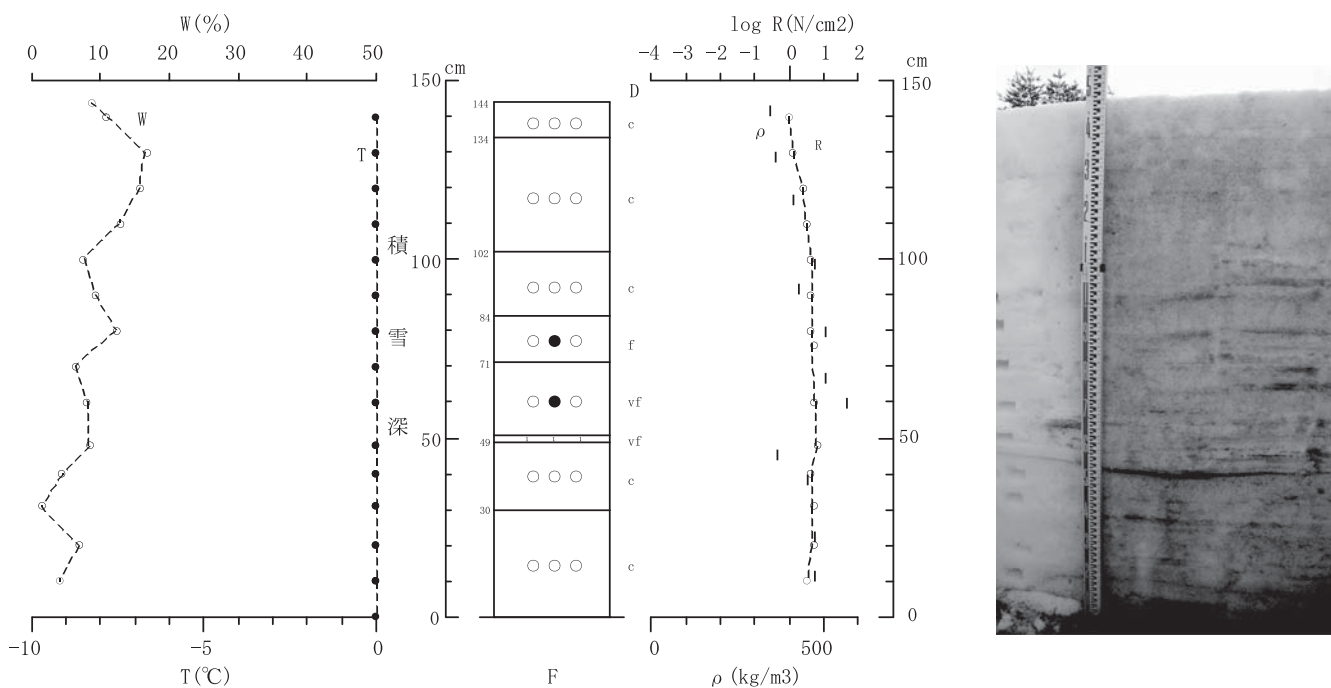 W(%)
0 10 20 30 40 50
cm
150
100
50
0
W
T
積
雪
深
-10 -5 0
T(℃)
D
144
c
134
c
102
c
84
f
71
vf
49
vf
c
30
c
F
log R(N/cm2)
-4 -3 -2 -1 0 1 2
cm
150
100
50
0
ρ
R
0 500
ρ (kg/m3)